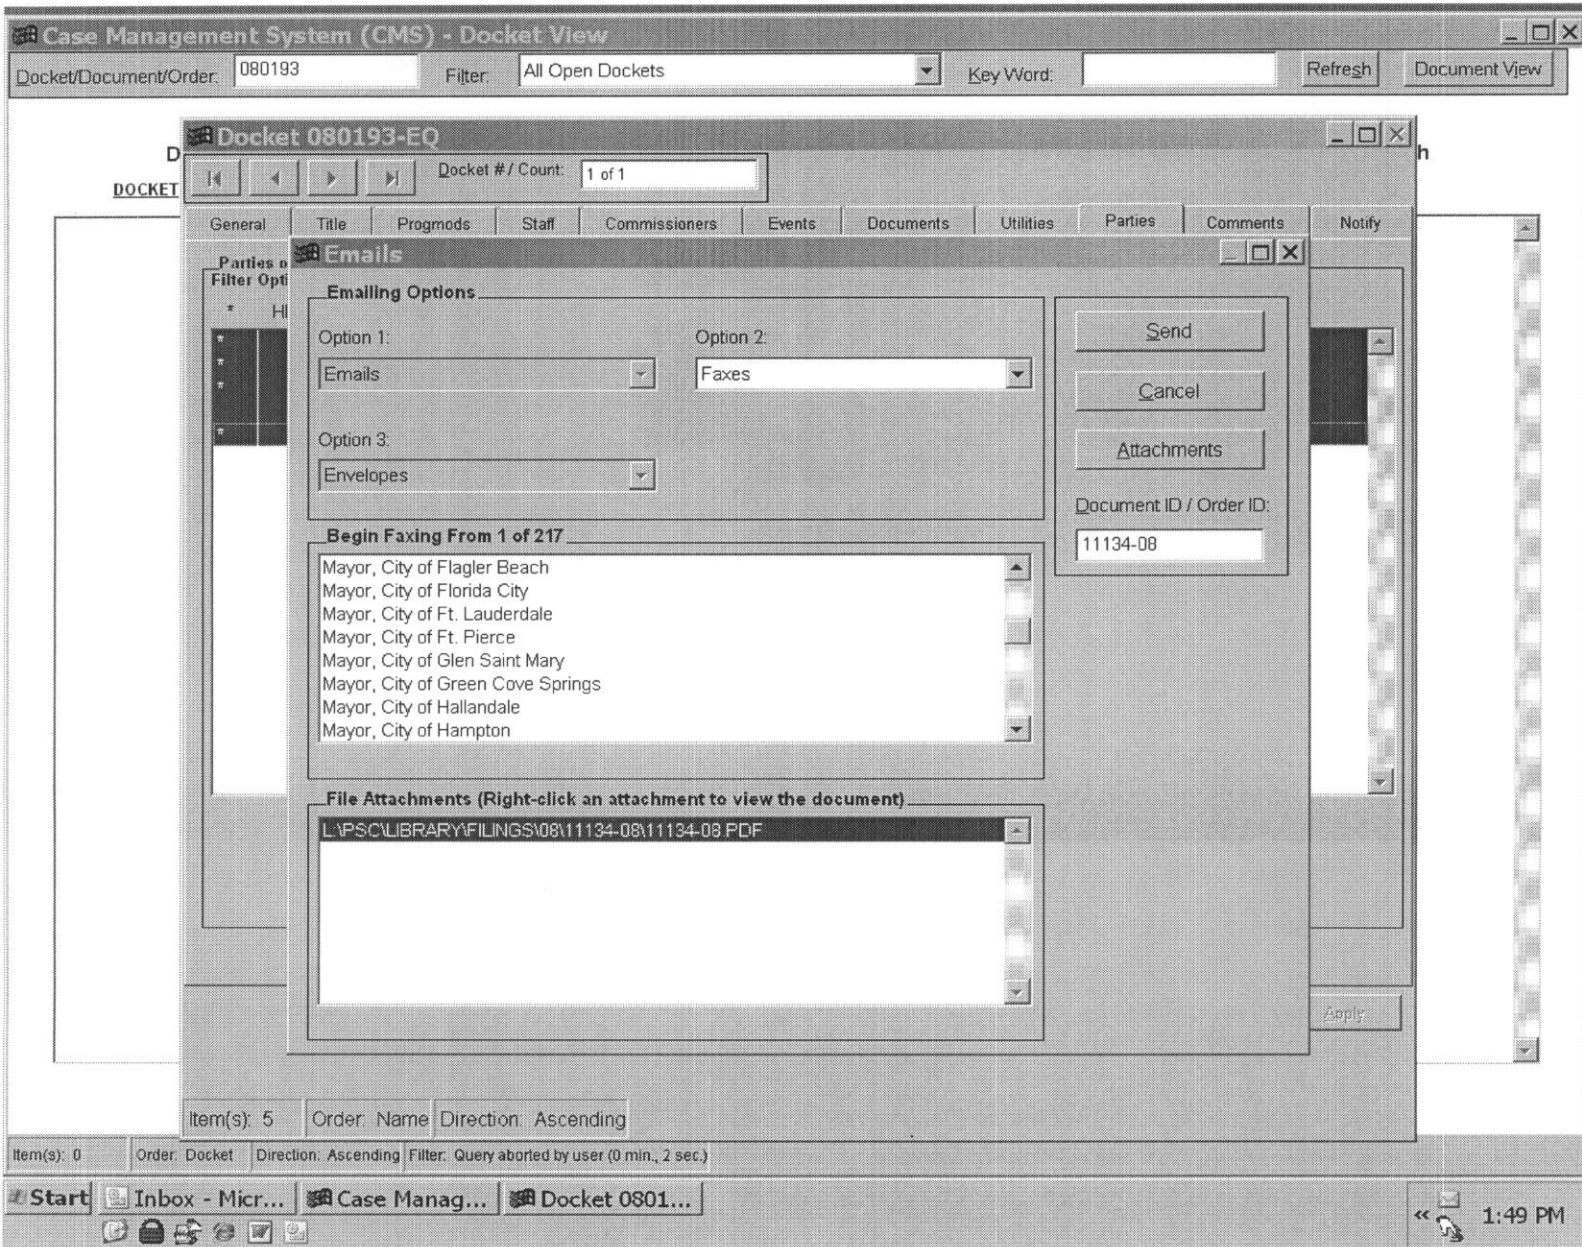 Case Management System (CMS) - Docket View
Docket/Document/Order: 080193 Filter: All Open Dockets Key Word: Refresh Document View
D h
Docket 080193-EQ
DOCKET
Docket # / Count: 1 of 1
General Title Progmods Staff Commissioners Events Documents Utilities Parties Comments Notify
Parties o
Filter Opti
* HI
*
*
*
*
Emails
Emailing Options
Option 1: Option 2:
Emails Faxes
Option 3:
Envelopes
Send
Cancel
Attachments
Document ID / Order ID:
11134-08
Begin Faxing From 1 of 217
Mayor, City of Flagler Beach
Mayor, City of Florida City
Mayor, City of Ft. Lauderdale
Mayor, City of Ft. Pierce
Mayor, City of Glen Saint Mary
Mayor, City of Green Cove Springs
Mayor, City of Hallandale
Mayor, City of Hampton
File Attachments (Right-click an attachment to view the document)
L:\PSC\LIBRARY\FILINGS\08\11134-08\11134-08.PDF
Apply
Item(s): 5 Order: Name Direction: Ascending
Item(s): 0 Order: Docket Direction: Ascending Filter: Query aborted by user (0 min., 2 sec.)
Start Inbox - Micr... Case Manag... Docket 0801...
« 1:49 PM